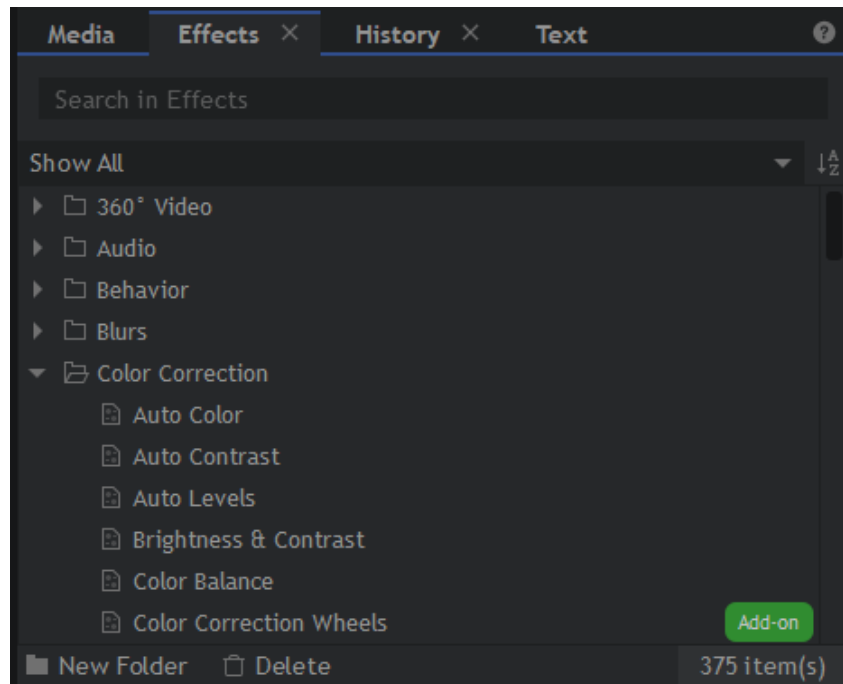 Media Effects × History × Text ?
Search in Effects
Show All A Z
360° Video
Audio
Behavior
Blurs
Color Correction
Auto Color
Auto Contrast
Auto Levels
Brightness & Contrast
Color Balance
Color Correction Wheels Add-on
New Folder Delete 375 item(s)